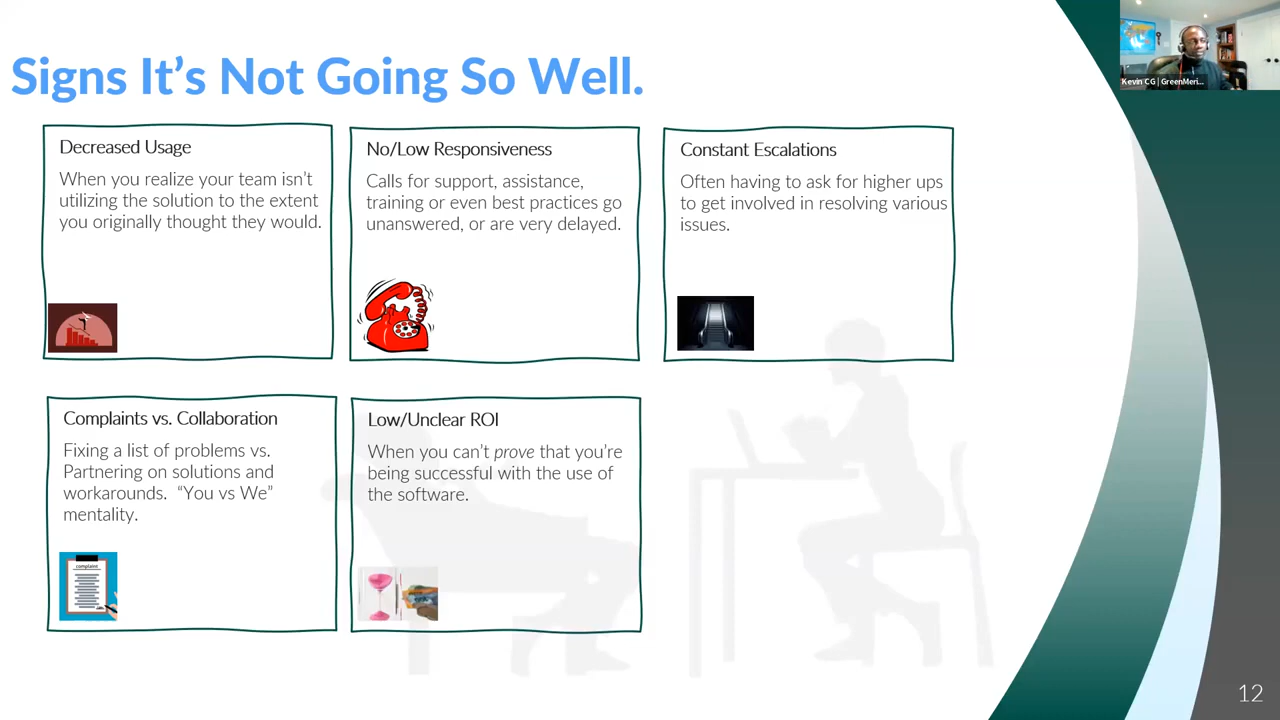 Signs It’s Not Going So Well.
Kevin CG | GreenMeri...
Decreased Usage
When you realize your team isn’t
utilizing the solution to the extent
you originally thought they would.
No/Low Responsiveness
Calls for support, assistance,
training or even best practices go
unanswered, or are very delayed.
Constant Escalations
Often having to ask for higher ups
to get involved in resolving various
issues.
Complaints vs. Collaboration
Fixing a list of problems vs.
Partnering on solutions and
workarounds.  “You vs We”
mentality.
complaint
Low/Unclear ROI
When you can’t prove that you’re
being successful with the use of
the software.
12